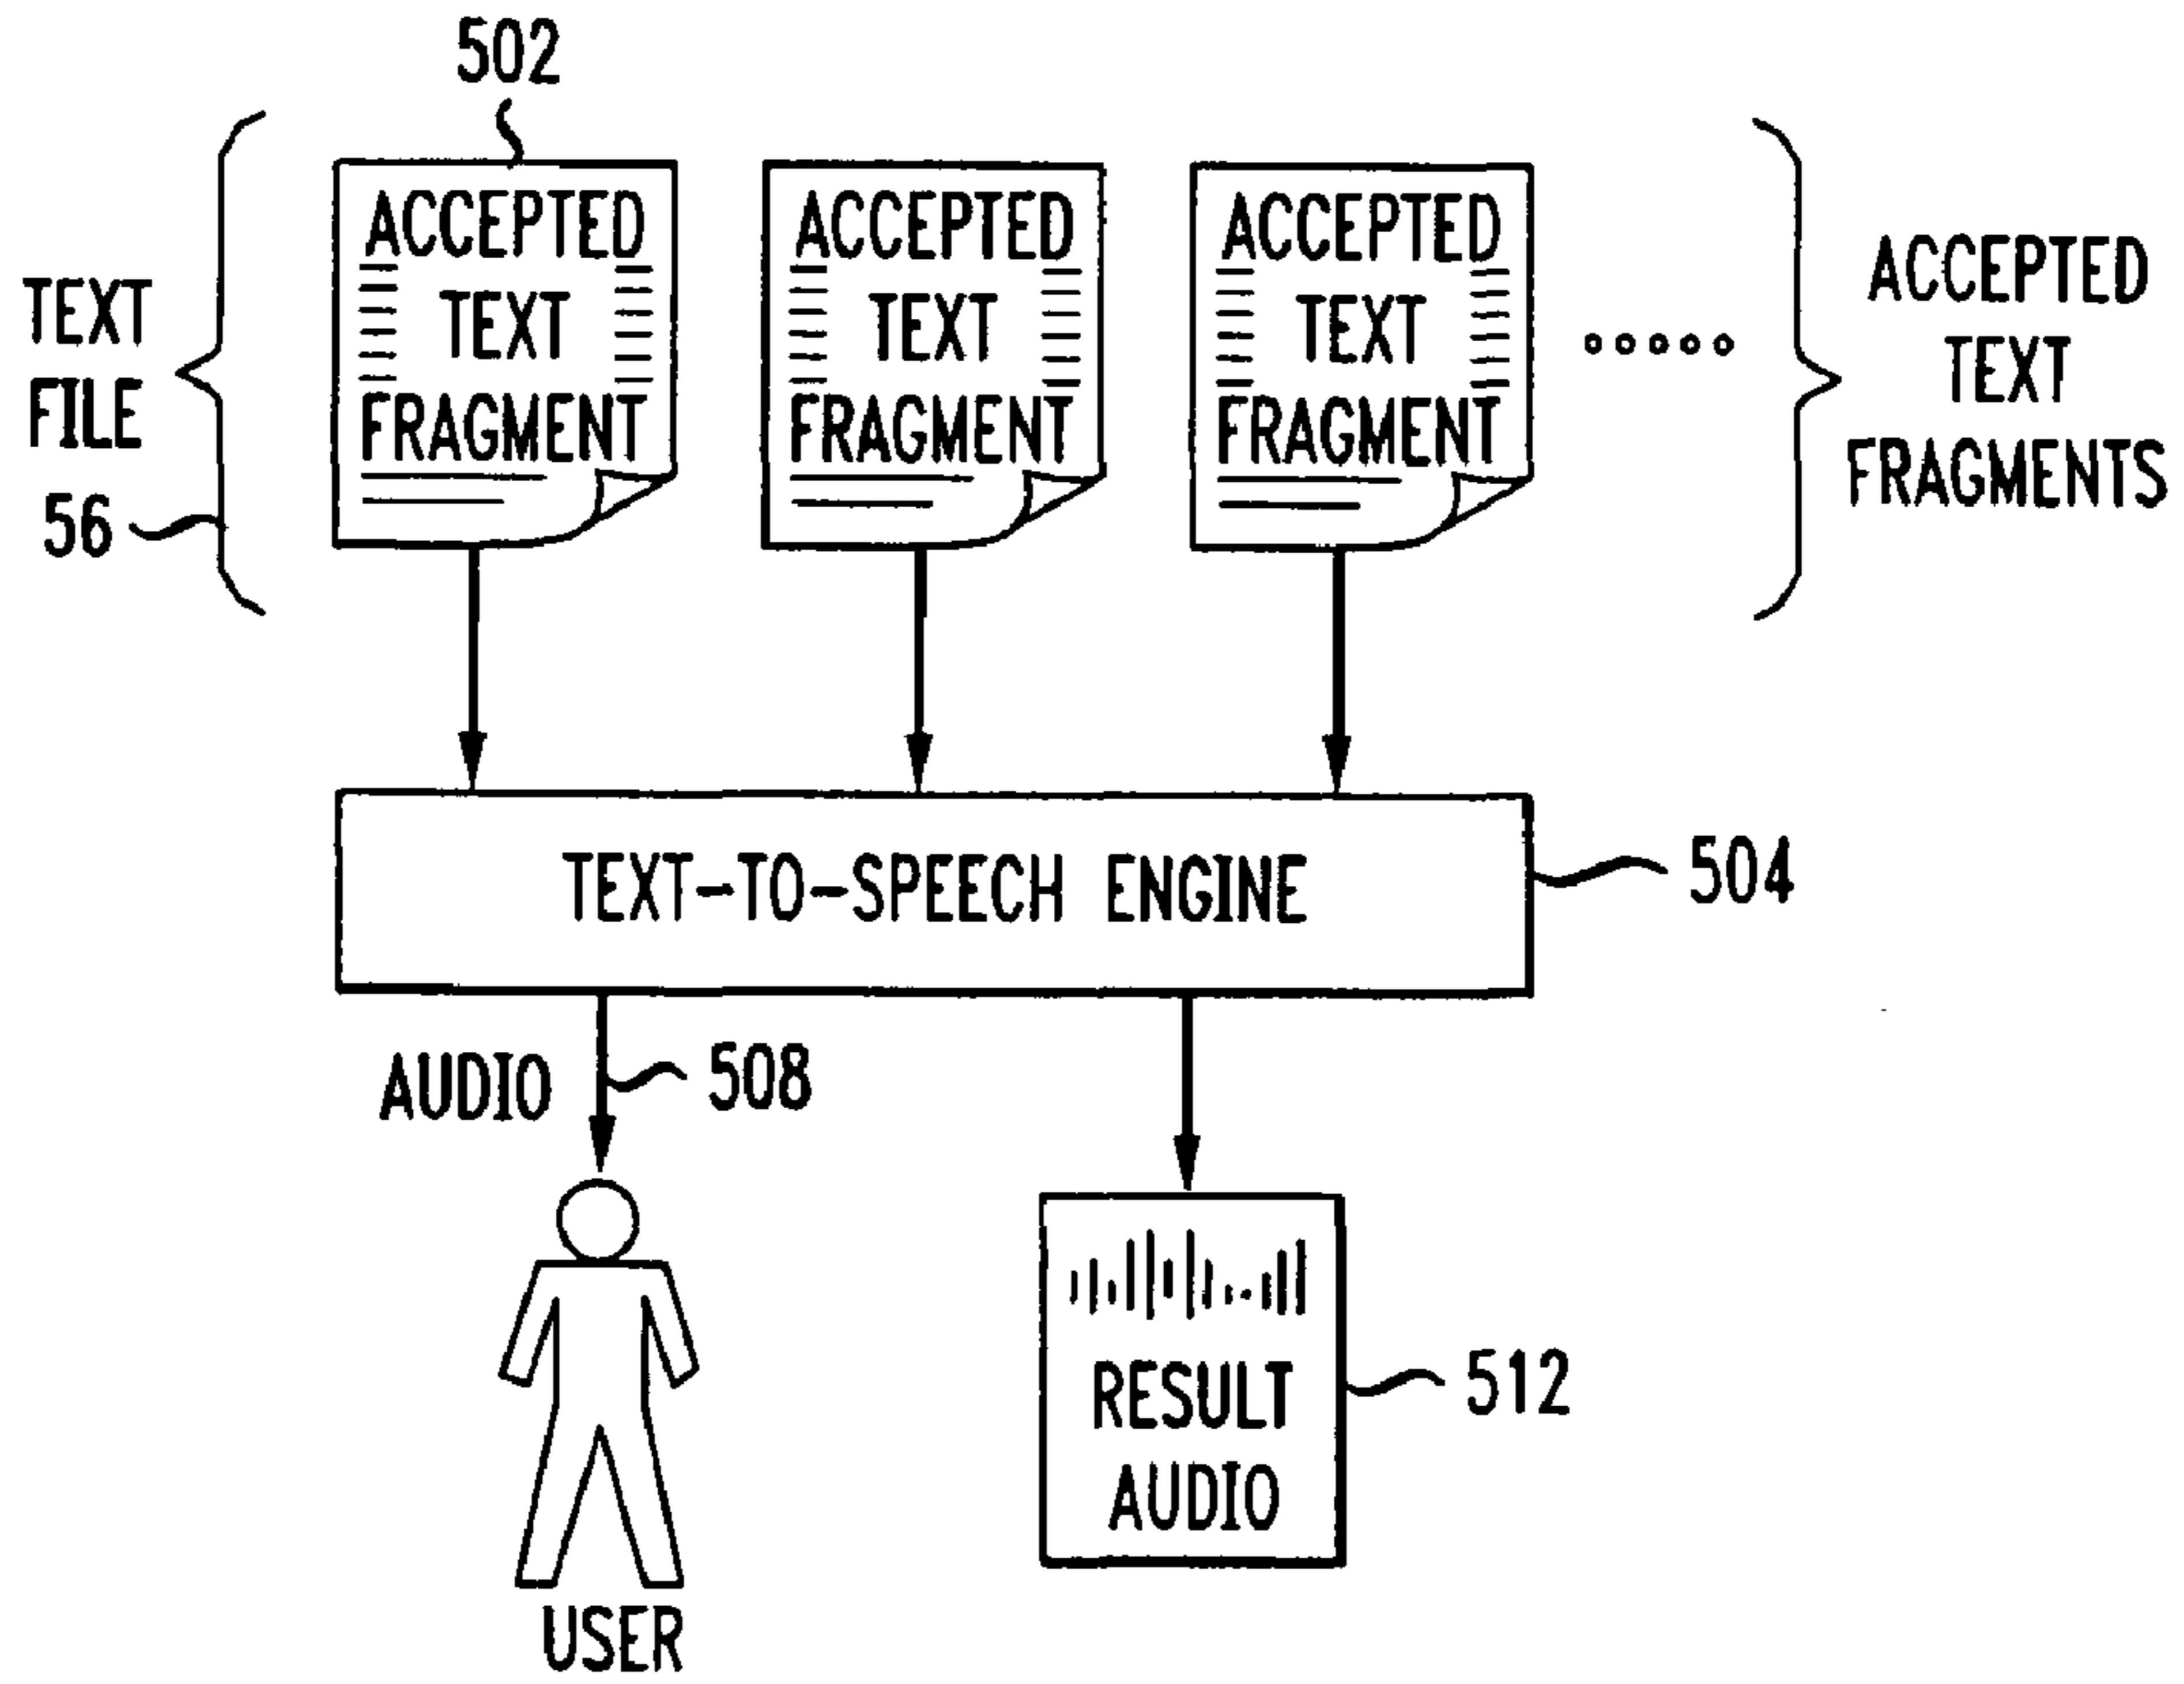 502
ACCEPTED
TEXT
FRAGMENT
ACCEPTED
TEXT
FRAGMENT
ACCEPTED
TEXT
FRAGMENT
TEXT
FILE
56
ACCEPTED
TEXT
FRAGMENTS
TEXT-TO-SPEECH ENGINE
504
AUDIO
508
RESULT
AUDIO
512
USER